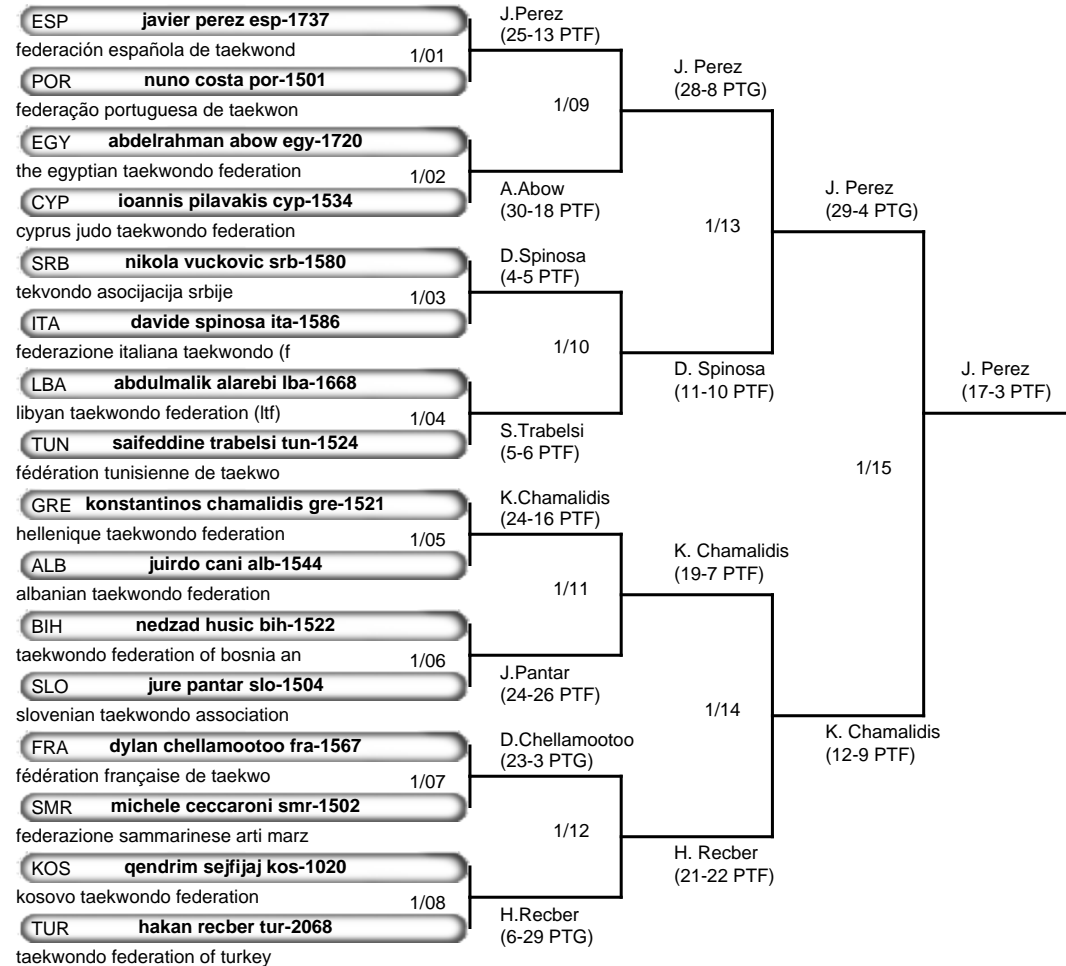 ESP javier perez esp-1737
federación española de taekwond
1/01
POR nuno costa por-1501
federação portuguesa de taekwon
EGY abdelrahman abow egy-1720
the egyptian taekwondo federation
1/02
CYP ioannis pilavakis cyp-1534
cyprus judo taekwondo federation
SRB nikola vuckovic srb-1580
tekvondo asocijacija srbije
1/03
ITA davide spinosa ita-1586
federazione italiana taekwondo (f
LBA abdulmalik alarebi lba-1668
libyan taekwondo federation (ltf)
1/04
TUN saifeddine trabelsi tun-1524
fédération tunisienne de taekwo
GRE konstantinos chamalidis gre-1521
hellenique taekwondo federation
1/05
ALB juirdo cani alb-1544
albanian taekwondo federation
BIH nedzad husic bih-1522
taekwondo federation of bosnia an
1/06
SLO jure pantar slo-1504
slovenian taekwondo association
FRA dylan chellamootoo fra-1567
fédération française de taekwo
1/07
SMR michele ceccaroni smr-1502
federazione sammarinese arti marz
KOS qendrim sejfijaj kos-1020
kosovo taekwondo federation
1/08
TUR hakan recber tur-2068
taekwondo federation of turkey
J.Perez
(25-13 PTF)
1/09
A.Abow
(30-18 PTF)
D.Spinosa
(4-5 PTF)
1/10
S.Trabelsi
(5-6 PTF)
K.Chamalidis
(24-16 PTF)
1/11
J.Pantar
(24-26 PTF)
D.Chellamootoo
(23-3 PTG)
1/12
H.Recber
(6-29 PTG)
J. Perez
(28-8 PTG)
1/13
D. Spinosa
(11-10 PTF)
K. Chamalidis
(19-7 PTF)
1/14
H. Recber
(21-22 PTF)
J. Perez
(29-4 PTG)
1/15
K. Chamalidis
(12-9 PTF)
J. Perez
(17-3 PTF)